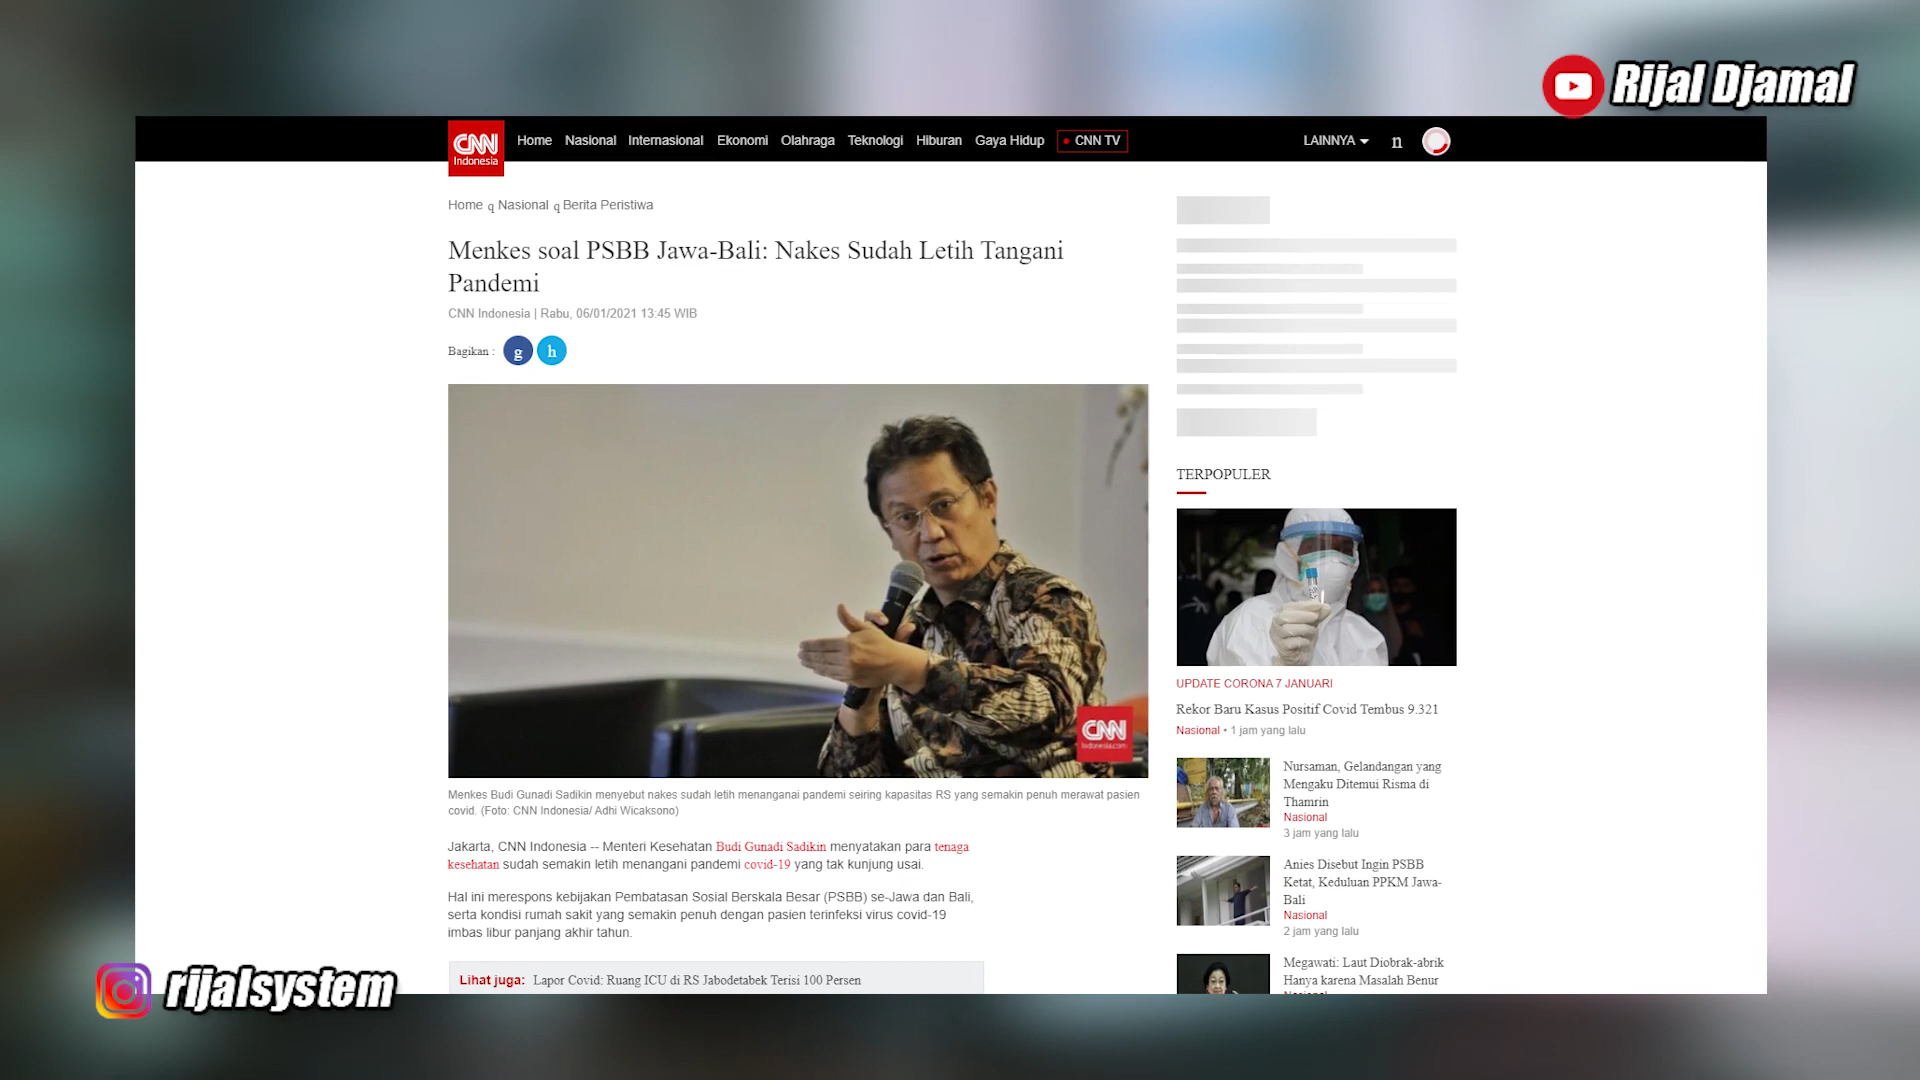 Rijal Djamal
CNN
Indonesia
Home Nasional Internasional Ekonomi Olahraga Teknologi Hiburan Gaya Hidup CNN TV LAINNYA n
Home q Nasional q Berita Peristiwa
Menkes soal PSBB Jawa-Bali: Nakes Sudah Letih Tangani
Pandemi
CNN Indonesia | Rabu, 06/01/2021 13:45 WIB
Bagikan : g h
CNN
Indonesia.com
Menkes Budi Gunadi Sadikin menyebut nakes sudah letih menanganai pandemi seiring kapasitas RS yang semakin penuh merawat pasien
covid. (Foto: CNN Indonesia/ Adhi Wicaksono)
Jakarta, CNN Indonesia -- Menteri Kesehatan Budi Gunadi Sadikin menyatakan para tenaga
kesehatan sudah semakin letih menangani pandemi covid-19 yang tak kunjung usai.
Hal ini merespons kebijakan Pembatasan Sosial Berskala Besar (PSBB) se-Jawa dan Bali,
serta kondisi rumah sakit yang semakin penuh dengan pasien terinfeksi virus covid-19
imbas libur panjang akhir tahun.
Lihat juga: Lapor Covid: Ruang ICU di RS Jabodetabek Terisi 100 Persen
TERPOPULER
UPDATE CORONA 7 JANUARI
Rekor Baru Kasus Positif Covid Tembus 9.321
Nasional • 1 jam yang lalu
Nursaman, Gelandangan yang
Mengaku Ditemui Risma di
Thamrin
Nasional
3 jam yang lalu
Anies Disebut Ingin PSBB
Ketat, Keduluan PPKM Jawa-
Bali
Nasional
2 jam yang lalu
Megawati: Laut Diobrak-abrik
Hanya karena Masalah Benur
rijalsystem